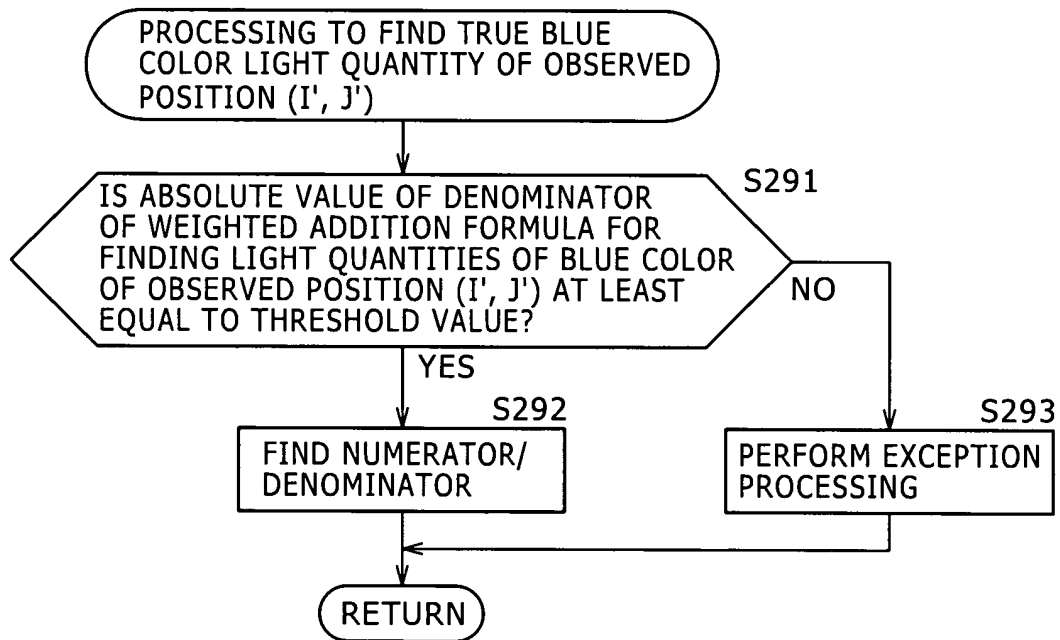 PROCESSING TO FIND TRUE BLUE
COLOR LIGHT QUANTITY OF OBSERVED
POSITION (I', J')
S291
IS ABSOLUTE VALUE OF DENOMINATOR
OF WEIGHTED ADDITION FORMULA FOR
FINDING LIGHT QUANTITIES OF BLUE COLOR
OF OBSERVED POSITION (I', J') AT LEAST
EQUAL TO THRESHOLD VALUE?
NO
YES
S292
FIND NUMERATOR/
DENOMINATOR
S293
PERFORM EXCEPTION
PROCESSING
RETURN